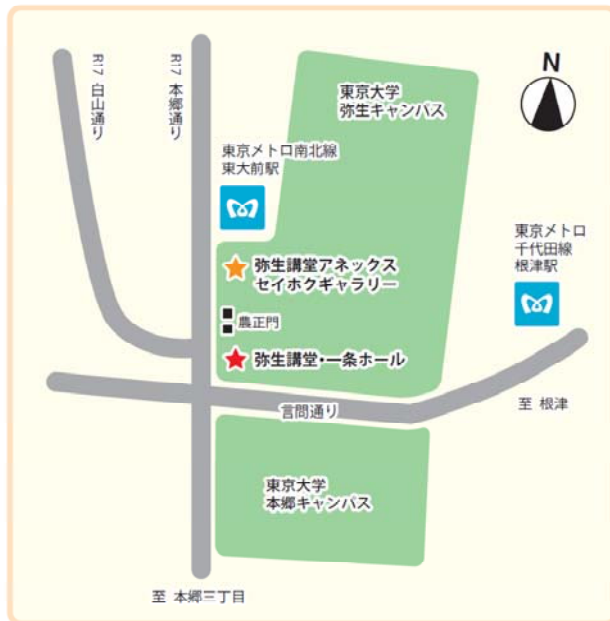 R17 白山通り
R17 本郷通り
東京大学
弥生キャンパス
N
東京メトロ南北線
東大前駅
東京メトロ
千代田線
根津駅
弥生講堂アネックス
セイホクギャラリー
農正門
弥生講堂・一条ホール
至 根津
言問通り
東京大学
本郷キャンパス
至 本郷三丁目